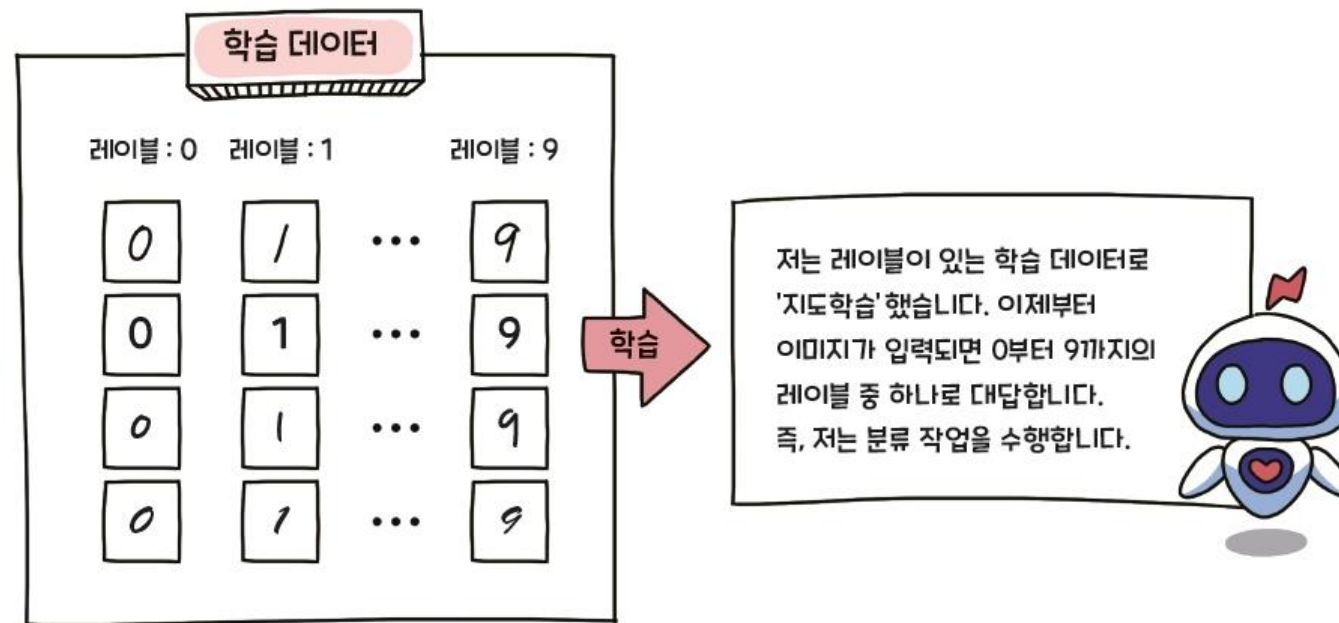 학습 데이터
레이블 : 0 레이블 : 1 레이블 : 9
0 1 ... 9
0 1 ... 9
0 1 ... 9
0 1 ... 9
학습
저는 레이블이 있는 학습 데이터로
'지도학습'했습니다. 이제부터
이미지가 입력되면 0부터 9까지의
레이블 중 하나로 대답합니다.
즉, 저는 분류 작업을 수행합니다.